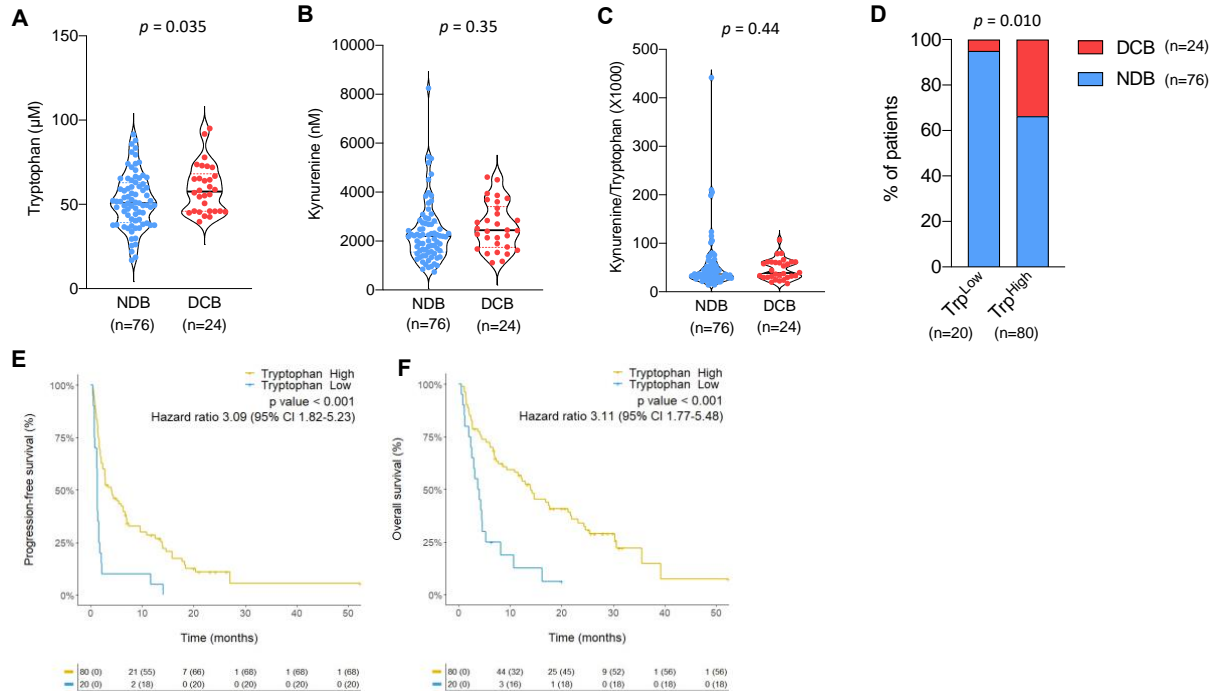 A
p = 0.035
Tryptophan (µM)
150
100
50
0
NDB
DCB
(n=76)
(n=24)
B
p = 0.35
Kynurenine (nM)
10000
8000
6000
4000
2000
0
NDB
DCB
(n=76)
(n=24)
C
p = 0.44
Kynurenine/Tryptophan (X1000)
500
400
300
200
100
50
0
NDB
DCB
(n=76)
(n=24)
D
p = 0.010
% of patients
100
80
60
40
20
0
TrpLow
TrpHigh
(n=20)
(n=80)
DCB (n=24)
NDB (n=76)
E
Tryptophan High
Tryptophan Low
p value < 0.001
Hazard ratio 3.09 (95% CI 1.82-5.23)
Progression-free survival (%)
100%
75%
50%
25%
0%
0 10 20 30 40 50
Time (months)
80 (0) 21 (55) 7 (66) 1 (68) 1 (68) 1 (68)
20 (0) 2 (18) 0 (20) 0 (20) 0 (20) 0 (20)
F
Tryptophan High
Tryptophan Low
p value < 0.001
Hazard ratio 3.11 (95% CI 1.77-5.48)
Overall survival (%)
100%
75%
50%
25%
0%
0 10 20 30 40 50
Time (months)
80 (0) 44 (32) 25 (45) 9 (52) 1 (56) 1 (56)
20 (0) 3 (16) 1 (18) 0 (18) 0 (18) 0 (18)